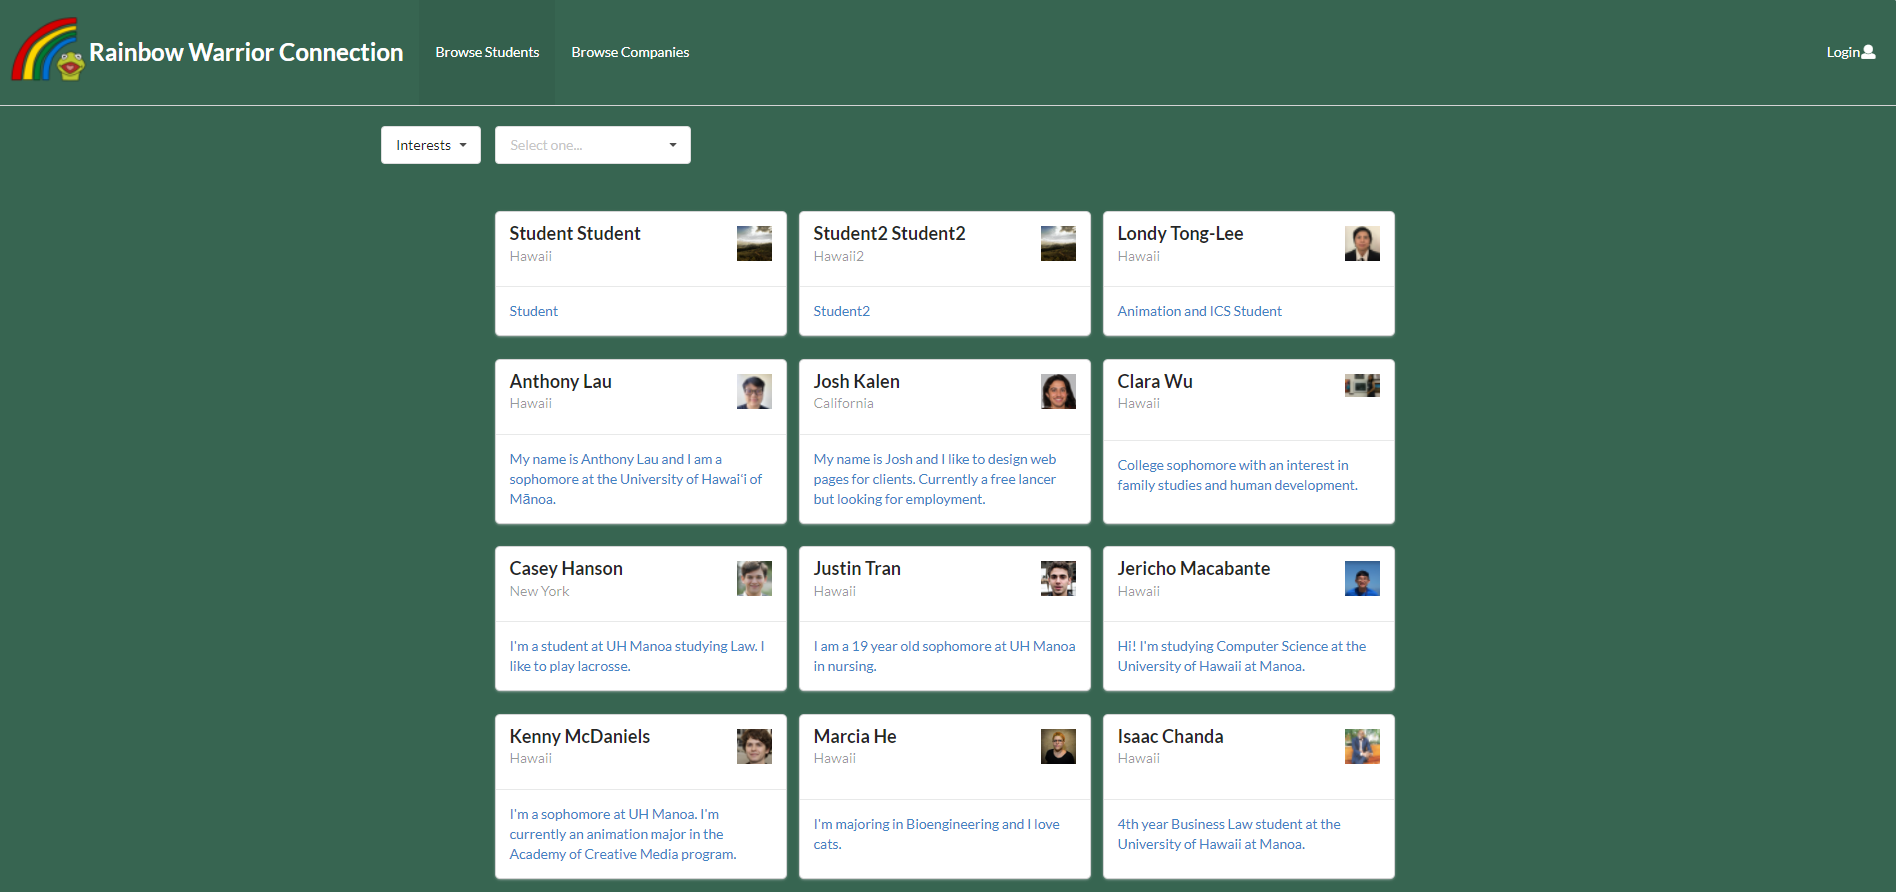 Rainbow Warrior Connection
Browse Students
Browse Companies
Login
Interests
Select one...
Student Student
Hawaii
Student
Student2 Student2
Hawaii2
Student2
Londy Tong-Lee
Hawaii
Animation and ICS Student
Anthony Lau
Hawaii
My name is Anthony Lau and I am a
sophomore at the University of Hawaiʻi of
Mānoa.
Josh Kalen
California
My name is Josh and I like to design web
pages for clients. Currently a free lancer
but looking for employment.
Clara Wu
Hawaii
College sophomore with an interest in
family studies and human development.
Casey Hanson
New York
I'm a student at UH Manoa studying Law. I
like to play lacrosse.
Justin Tran
Hawaii
I am a 19 year old sophomore at UH Manoa
in nursing.
Jericho Macabante
Hawaii
Hi! I'm studying Computer Science at the
University of Hawaii at Manoa.
Kenny McDaniels
Hawaii
I'm a sophomore at UH Manoa. I'm
currently an animation major in the
Academy of Creative Media program.
Marcia He
Hawaii
I'm majoring in Bioengineering and I love
cats.
Isaac Chanda
Hawaii
4th year Business Law student at the
University of Hawaii at Manoa.